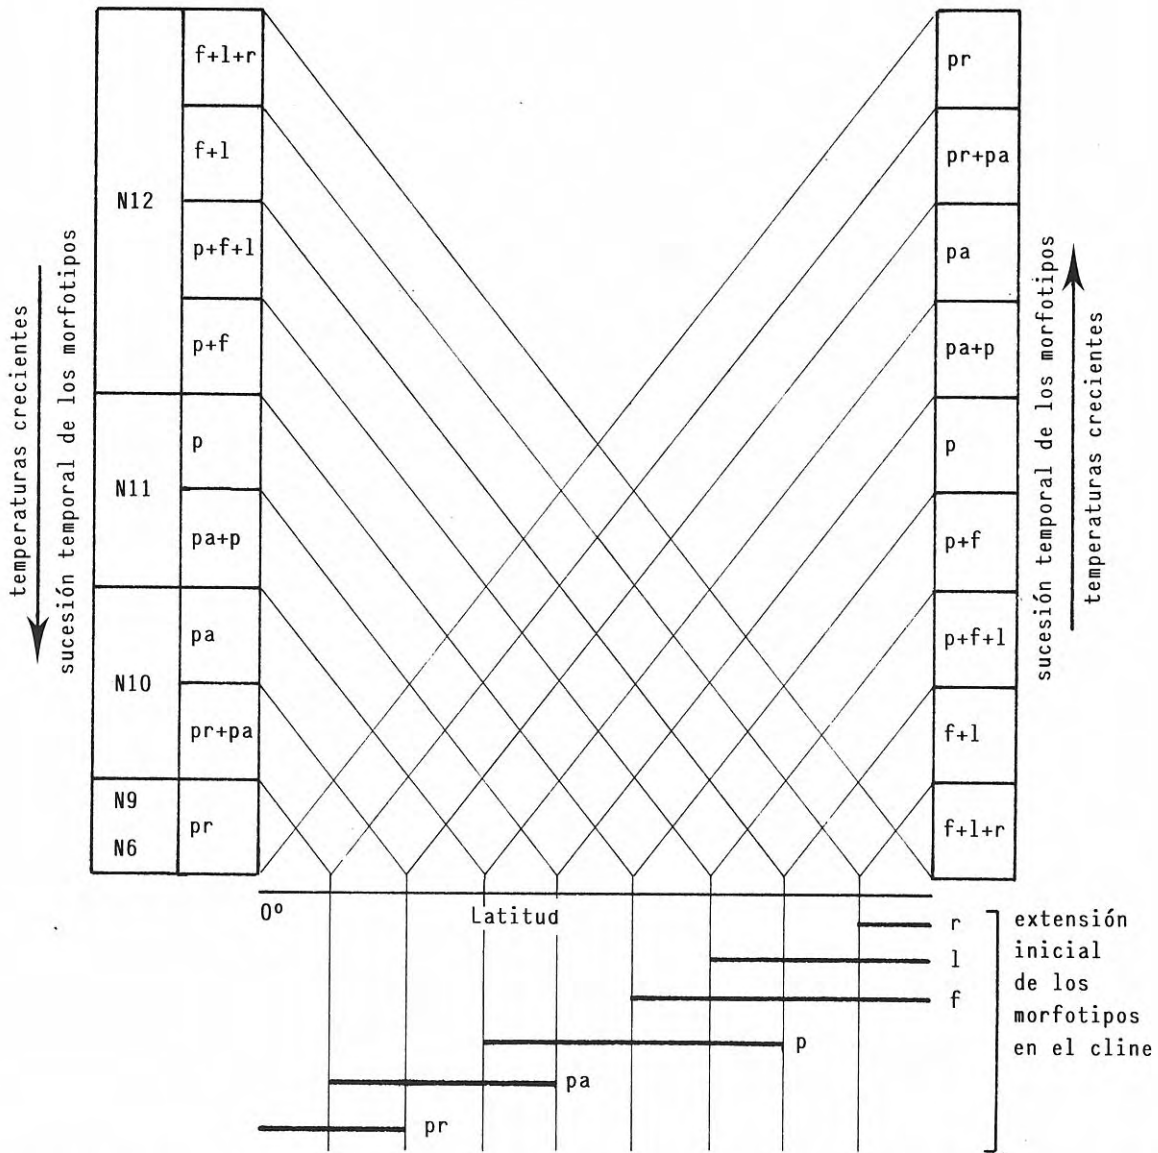 temperaturas crecientes
sucesión temporal de los morfotipos
N12
N11
N10
N9
N6
f+l+r
f+l
p+f+l
p+f
p
pa+p
pa
pr+pa
pr
pr
pr+pa
pa
pa+p
p
p+f
p+f+l
f+l
f+l+r
sucesión temporal de los morfotipos
temperaturas crecientes
0º
Latitud
r
l
f
p
pa
pr
extensión
inicial
de los
morfotipos
en el cline